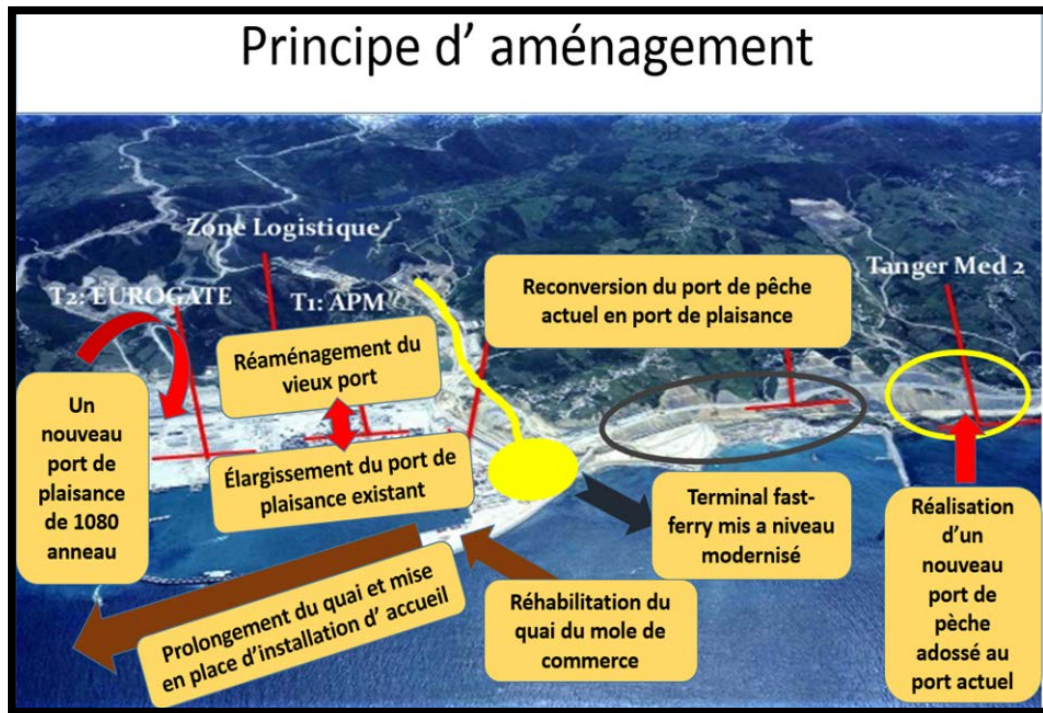 Principe d' aménagement
Zone Logistique
T2: EUROGATE
T1: APM
Tanger Med 2
Reconversion du port de pêche
actuel en port de plaisance
Réaménagement du
vieux port
Un
nouveau
port de
plaisance
de 1080
anneau
Élargissement du port de
plaisance existant
Terminal fast-
ferry mis a niveau
modernisé
Réalisation
d'un
nouveau
port de
pèche
adossé au
port actuel
Prolongement du quai et mise
en place d'installation d' accueil
Réhabilitation du
quai du mole de
commerce